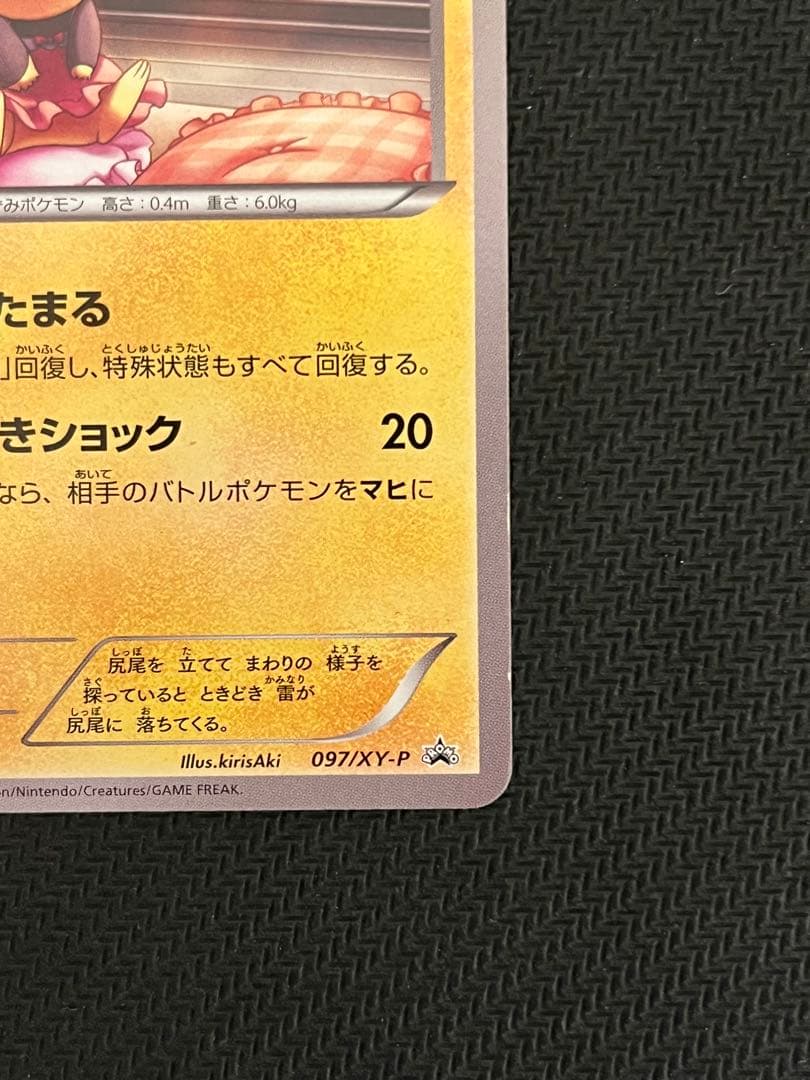 みポケモン 高さ : 0.4m 重さ : 6.0kg
たまる
かいふく とくしゅじょうたい かいふく
」回復し、特殊状態もすべて回復する。
きショック 20
あいて
なら、相手のバトルポケモンをマヒに
しっぽ た ようす
尻尾を 立てて まわりの 様子を
さぐ かみなり
探っていると ときどき 雷が
しっぽ お
尻尾に 落ちてくる。
Illus.kirisAki 097/XY-P PROMO
n/Nintendo/Creatures/GAME FREAK.